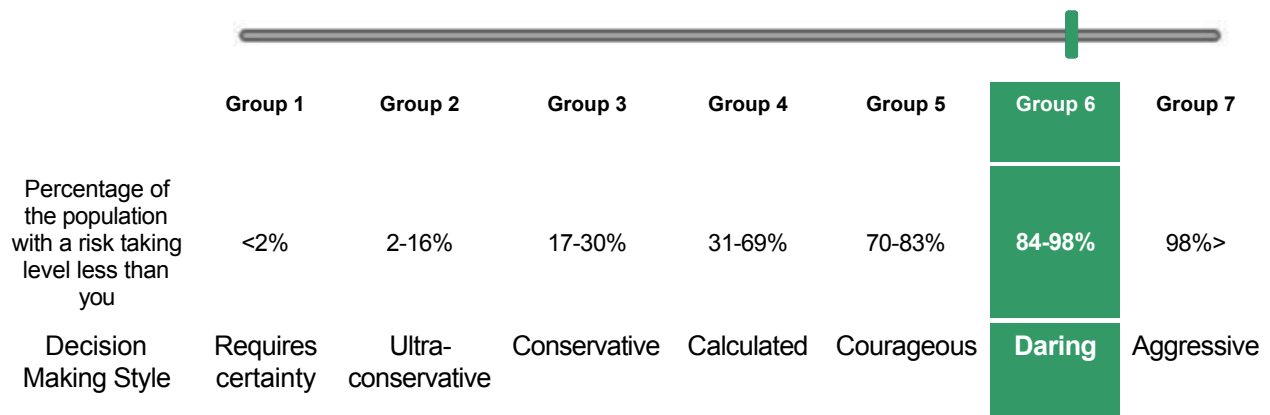 Group 1 Group 2 Group 3 Group 4 Group 5 Group 6 Group 7
Percentage of
the population
with a risk taking
level less than
you
<2% 2-16% 17-30% 31-69% 70-83% 84-98% 98%>
Decision
Making Style
Requires
certainty
Ultra-
conservative
Conservative
Calculated
Courageous
Daring
Aggressive